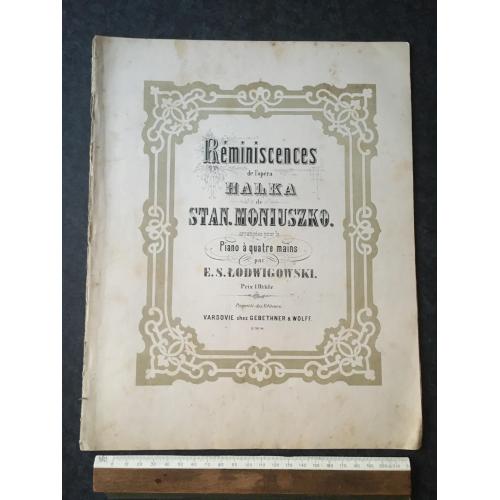 Réminiscences
de l'opéra
HALKA
de
STAN. MONIUSZKO.
arrangées pour le
Piano à quatre mains
par
E. S. ŁODWIGOWSKI.
Propriété des Editeurs.
VARSOVIE chez GEBETHNER & WOLFF.